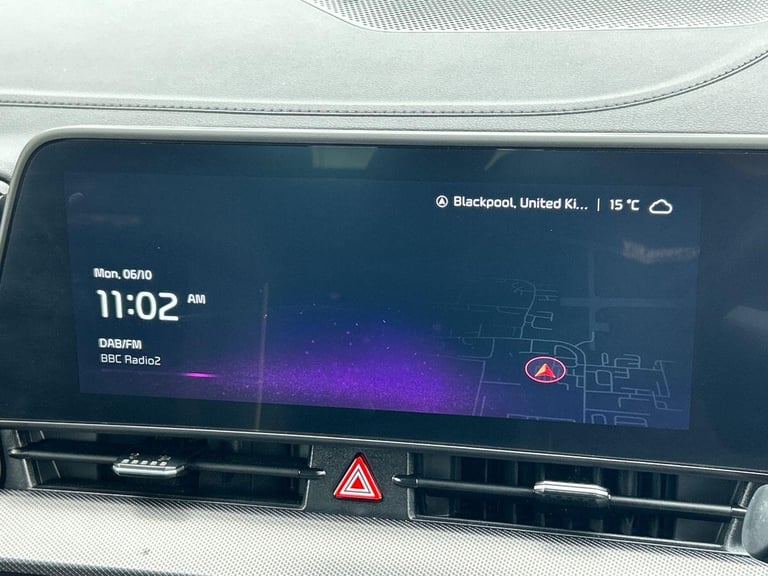 Blackpool, United Ki... | 15 °C
Mon, 06/10
11:02 AM
DAB/FM
BBC Radio2